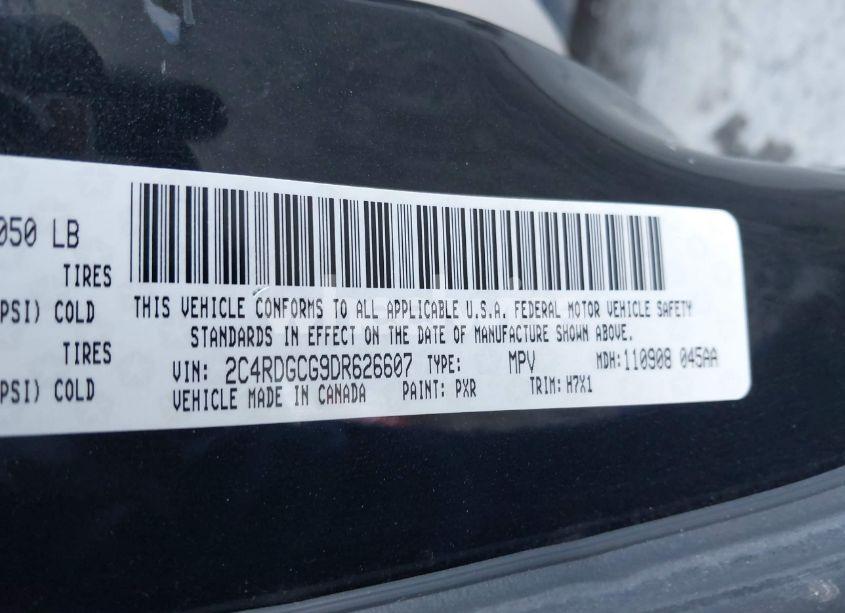 050 LB
TIRES
PSI) COLD
TIRES
PSI) COLD
THIS VEHICLE CONFORMS TO ALL APPLICABLE U.S.A. FEDERAL MOTOR VEHICLE SAFETY
STANDARDS IN EFFECT ON THE DATE OF MANUFACTURE SHOWN ABOVE.
VIN: 2C4RDGCG9DR626607 TYPE: MPV MDH:110908 045AA
VEHICLE MADE IN CANADA PAINT: PXR TRIM: H7X1